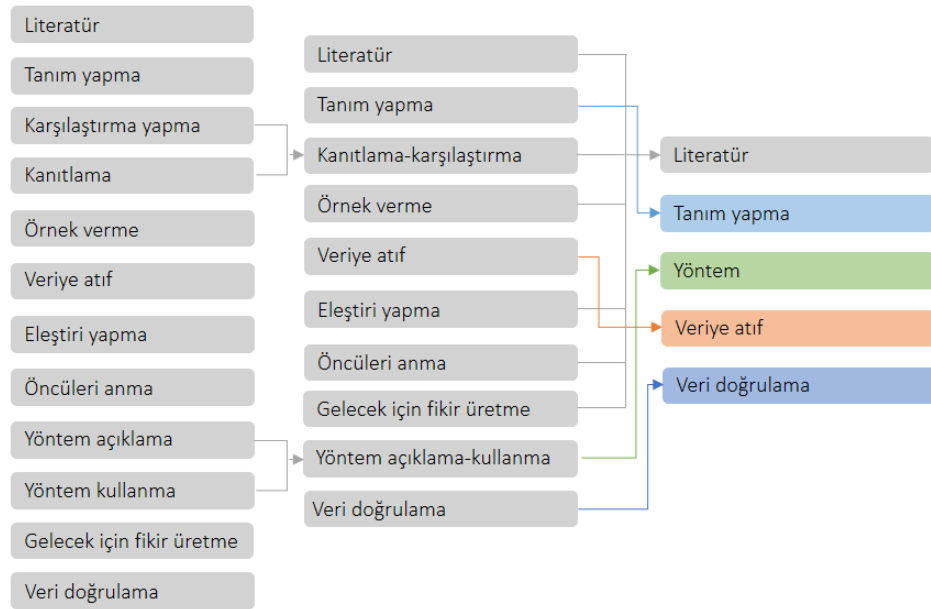 Literatür
Tanım yapma
Karşılaştırma yapma
Kanıtlama
Örnek verme
Veriye atıf
Eleştiri yapma
Öncüleri anma
Yöntem açıklama
Yöntem kullanma
Gelecek için fikir üretme
Veri doğrulama
Literatür
Tanım yapma
Kanıtlama-karşılaştırma
Örnek verme
Veriye atıf
Eleştiri yapma
Öncüleri anma
Gelecek için fikir üretme
Yöntem açıklama-kullanma
Veri doğrulama
Literatür
Tanım yapma
Yöntem
Veriye atıf
Veri doğrulama